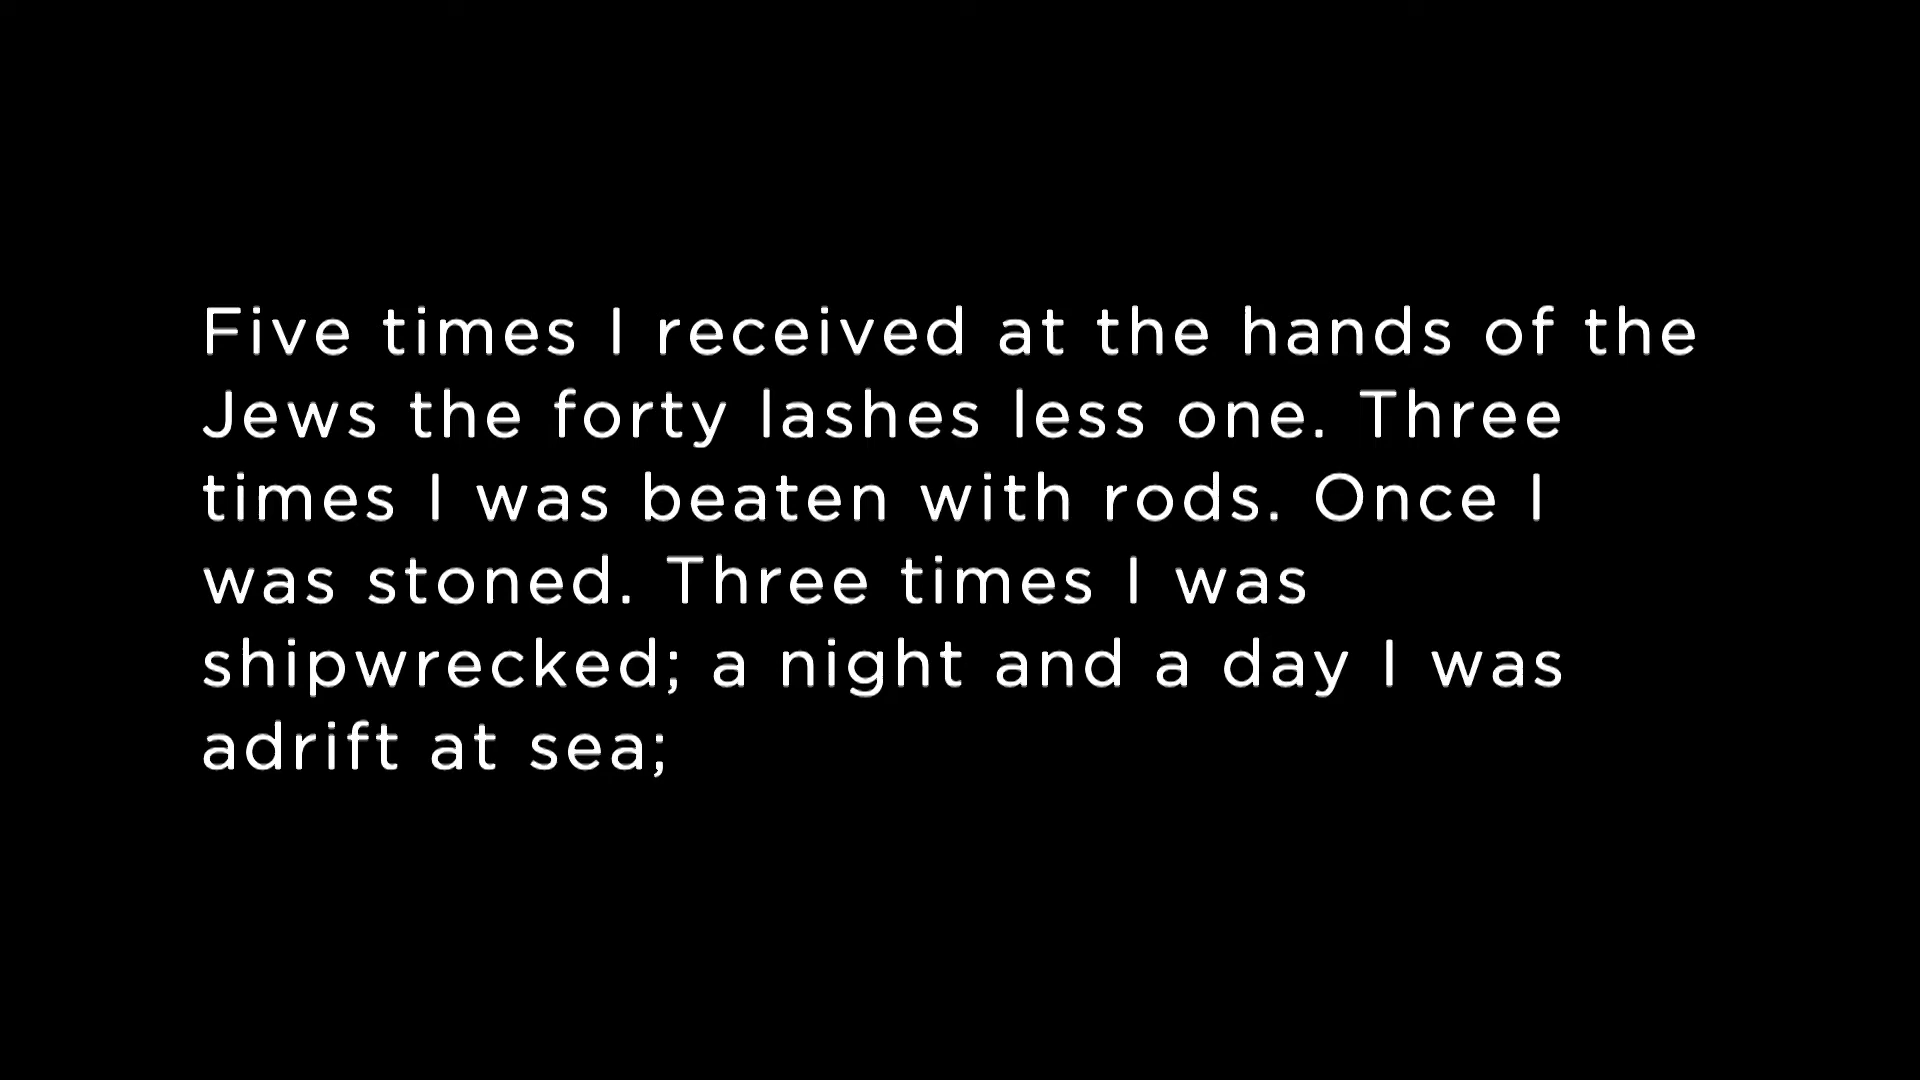 Five times I received at the hands of the
Jews the forty lashes less one. Three
times I was beaten with rods. Once I
was stoned. Three times I was
shipwrecked; a night and a day I was
adrift at sea;